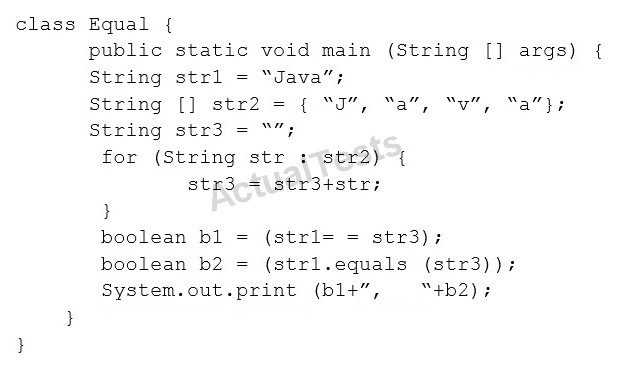 class Equal {
public static void main (String [] args) {
String str1 = “Java”;
String [] str2 = { “J”, “a”, “v”, “a”};
String str3 = “”;
for (String str : str2) {
str3 = str3+str;
}
boolean b1 = (str1= = str3);
boolean b2 = (str1.equals (str3));
System.out.print (b1+”, “+b2);
}
}
ActualTests